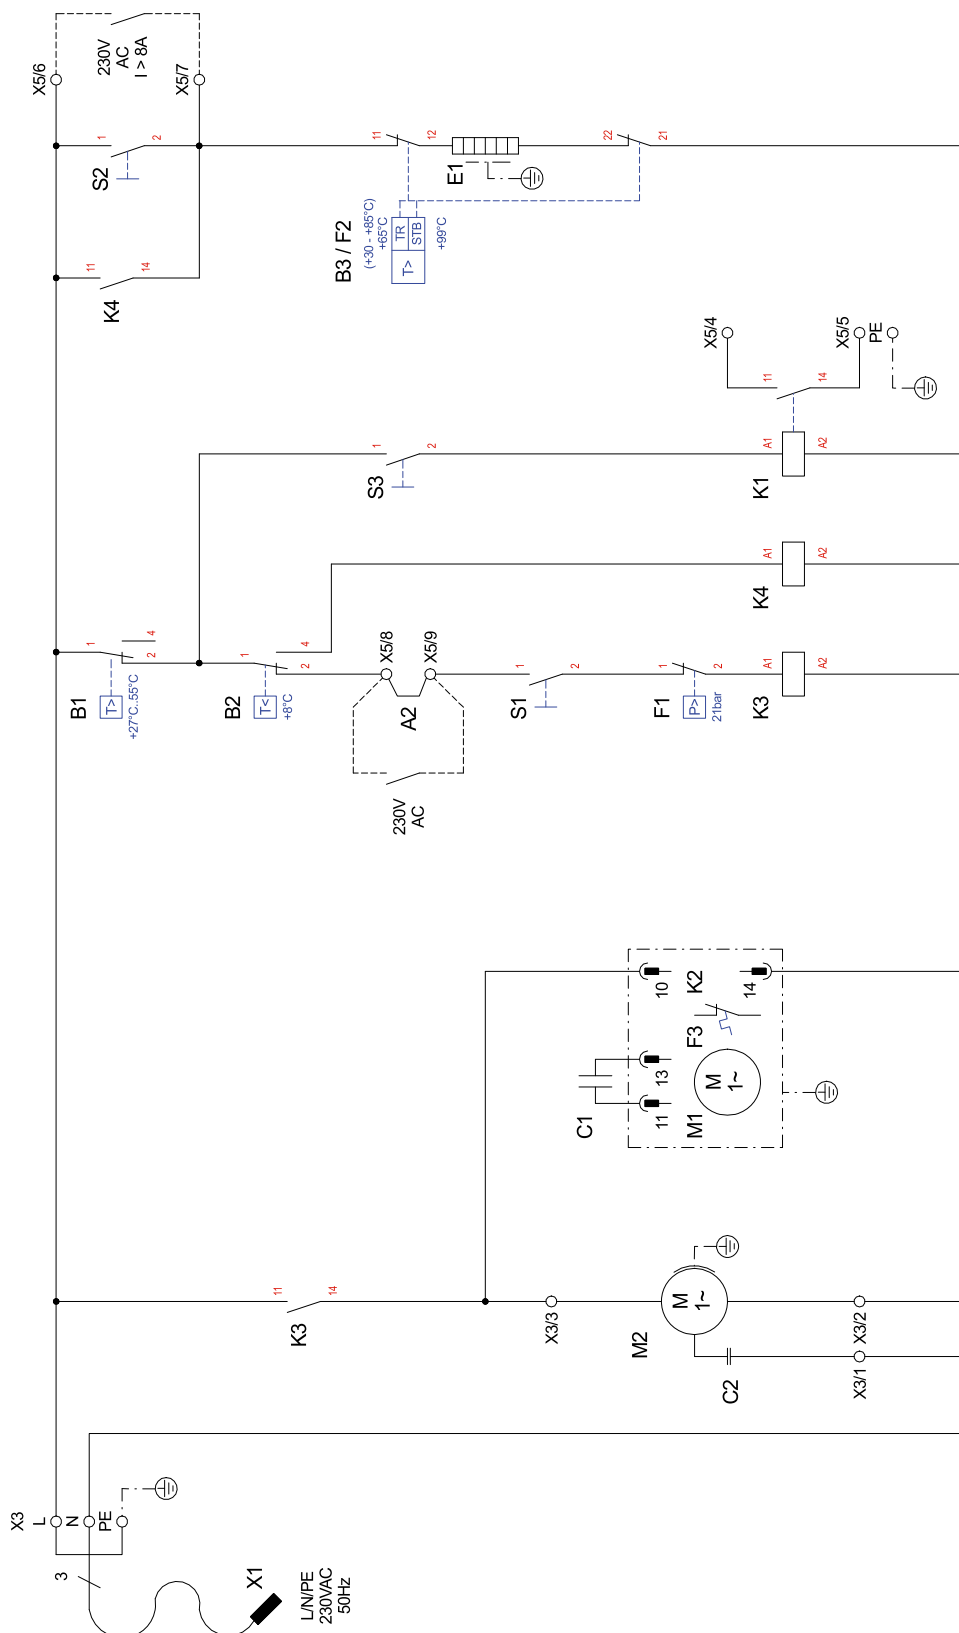 X3
L
N
PE
3
X1
L/N/PE
230VAC
50Hz
K3
11
14
X3/3
M2
M
1~
C2
X3/1
X3/2
C1
11
13
10
14
K2
F3
M1
M
1~
B1
T>
+27°C..55°C
1
2
4
B2
T<
+8°C
1
2
4
X5/8
X5/9
A2
230V
AC
S1
1
2
F1
P>
21bar
1
2
K3
A1
A2
K4
A1
A2
S3
1
2
K1
A1
A2
11
14
X5/4
X5/5
PE
K4
11
14
S2
1
2
X5/6
X5/7
230V
AC
I > 8A
B3 / F2
(+30 - +85°C)
+65°C
TR
STB
T>
+99°C
11
12
E1
22
21